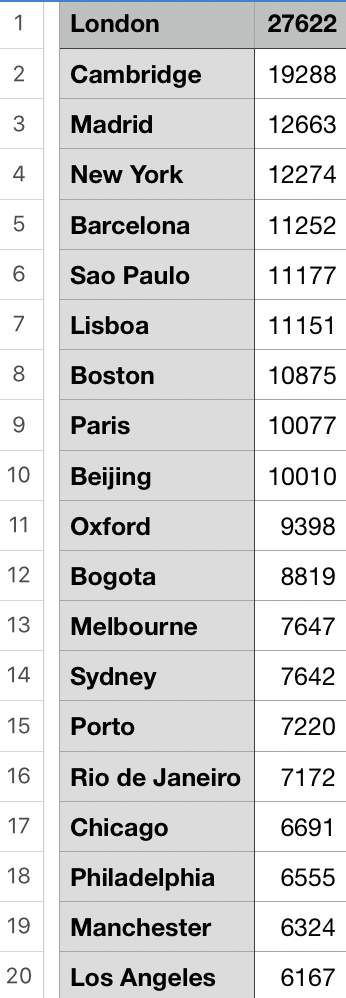 1 London 27622
2 Cambridge 19288
3 Madrid 12663
4 New York 12274
5 Barcelona 11252
6 Sao Paulo 11177
7 Lisboa 11151
8 Boston 10875
9 Paris 10077
10 Beijing 10010
11 Oxford 9398
12 Bogota 8819
13 Melbourne 7647
14 Sydney 7642
15 Porto 7220
16 Rio de Janeiro 7172
17 Chicago 6691
18 Philadelphia 6555
19 Manchester 6324
20 Los Angeles 6167